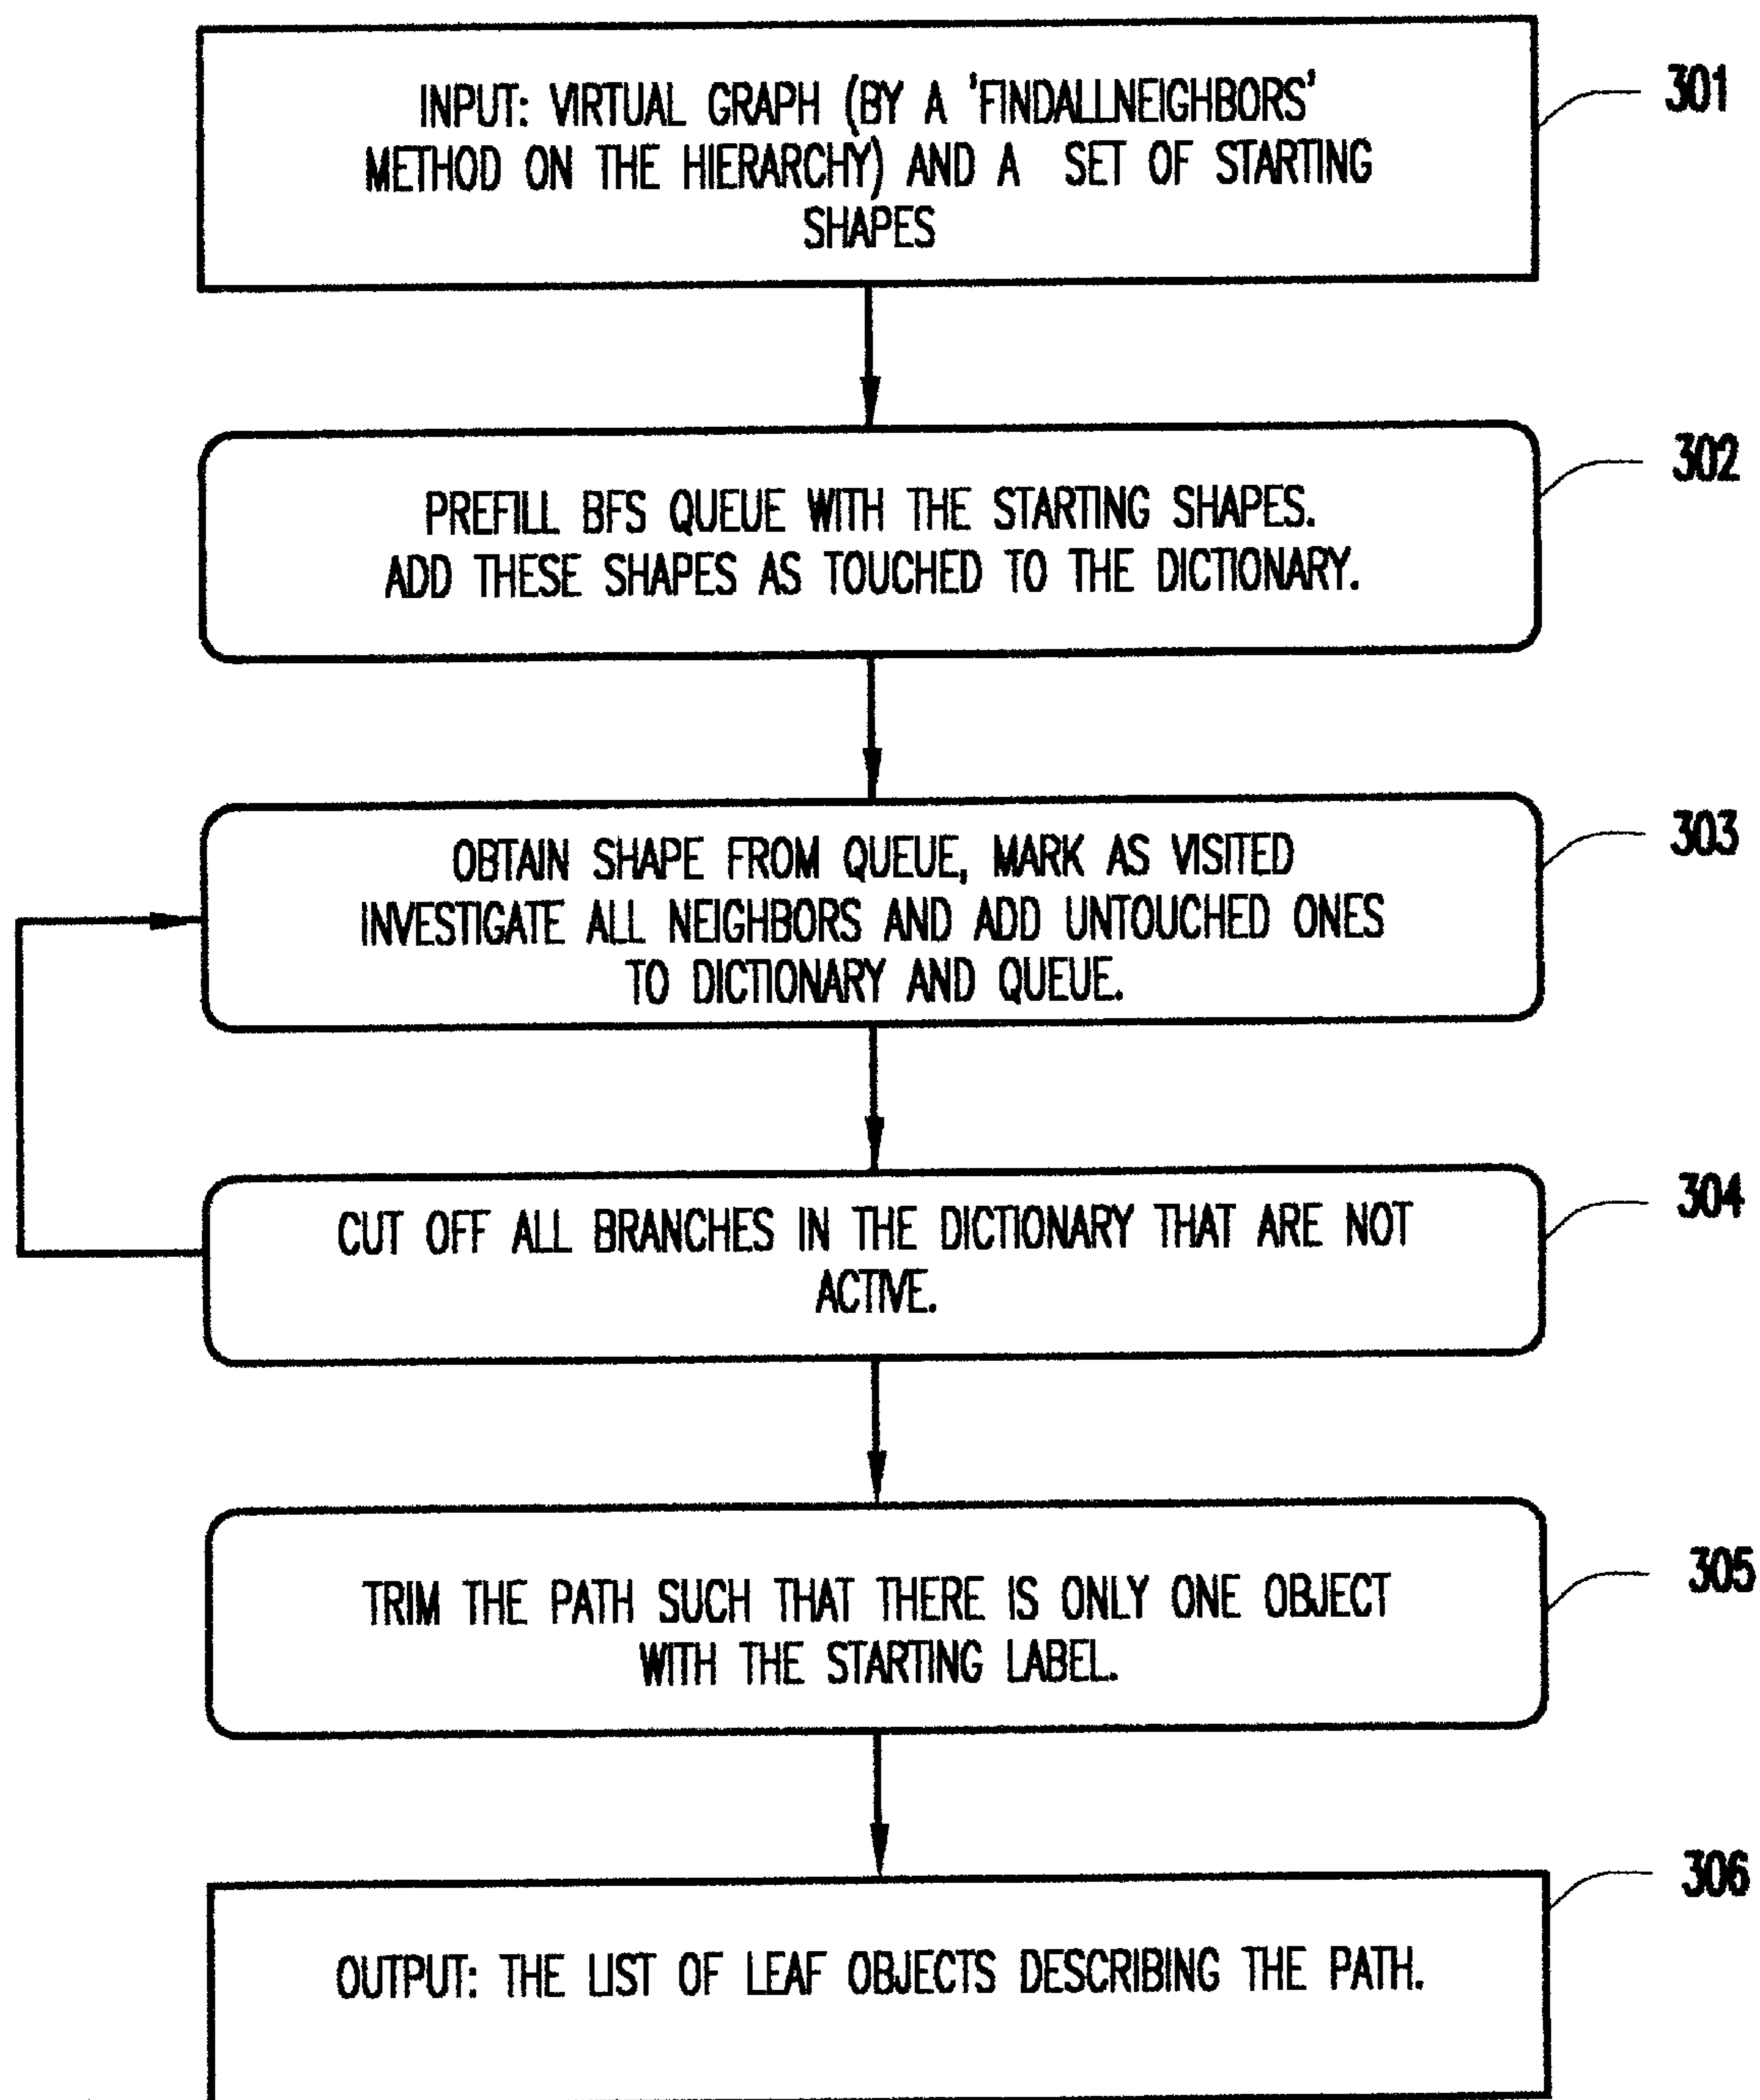 INPUT: VIRTUAL GRAPH (BY A 'FINDALLNEIGHBORS'
METHOD ON THE HIERARCHY) AND A SET OF STARTING
SHAPES
301
PREFILL BFS QUEUE WITH THE STARTING SHAPES.
ADD THESE SHAPES AS TOUCHED TO THE DICTIONARY.
302
OBTAIN SHAPE FROM QUEUE, MARK AS VISITED
INVESTIGATE ALL NEIGHBORS AND ADD UNTOUCHED ONES
TO DICTIONARY AND QUEUE.
303
CUT OFF ALL BRANCHES IN THE DICTIONARY THAT ARE NOT
ACTIVE.
304
TRIM THE PATH SUCH THAT THERE IS ONLY ONE OBJECT
WITH THE STARTING LABEL.
305
OUTPUT: THE LIST OF LEAF OBJECTS DESCRIBING THE PATH.
306